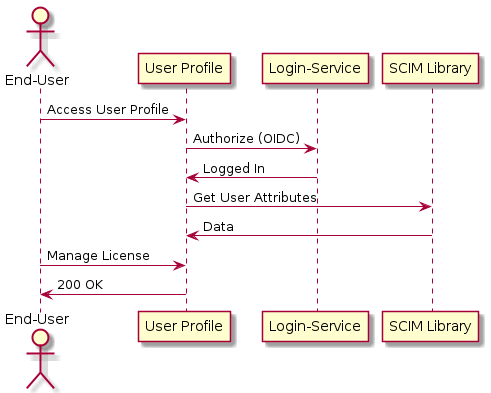 End-User
User Profile
Login-Service
SCIM Library
Access User Profile
Authorize (OIDC)
Logged In
Get User Attributes
Data
Manage License
200 OK
End-User
User Profile
Login-Service
SCIM Library